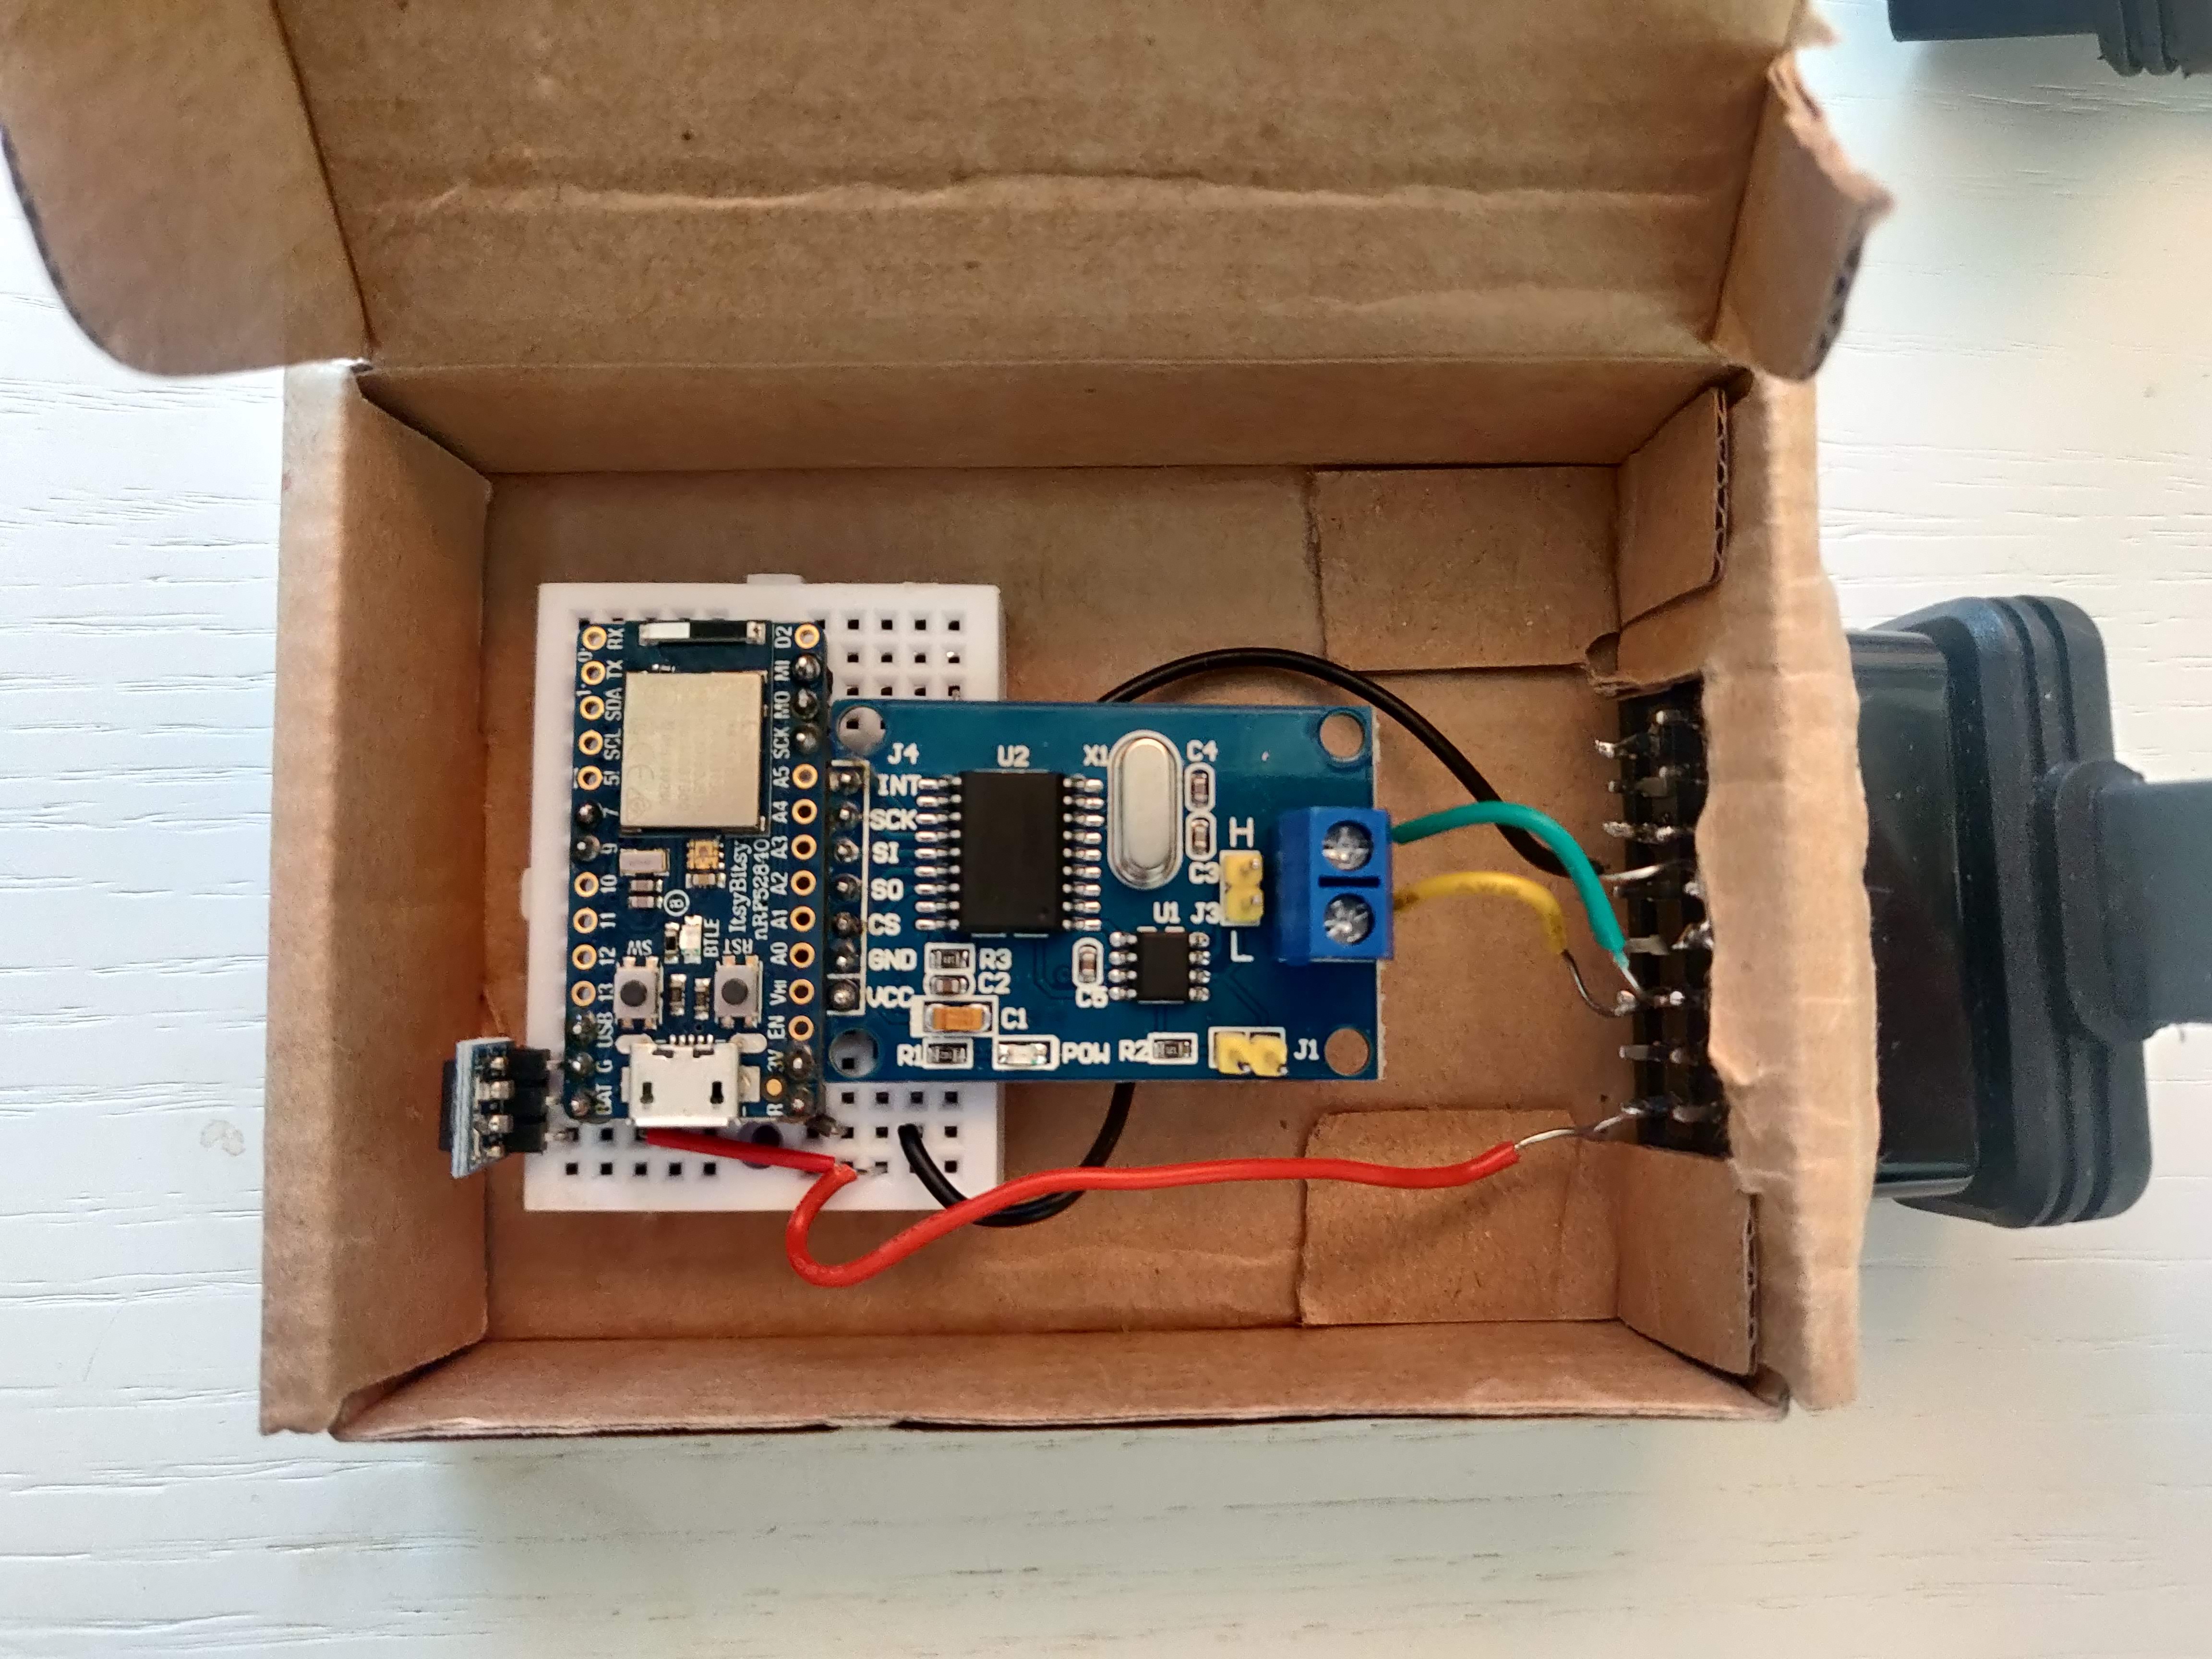 J1
R2
POW
R1
C1
VCC
C2
GND
R3
CS
SO
SI
SCK
INT
C5
L
J3
U1
C3
H
C4
X1
U2
J4
R
3V
EN
VHI
A0
A1
A2
A3
A4
A5
SCK
MO
MI
D2
BAT
G
USB
13
12
11
10
9
7
5!
SCL
SDA
TX
RX
RST
SW
BTLE
ItsyBitsy
nRF52840